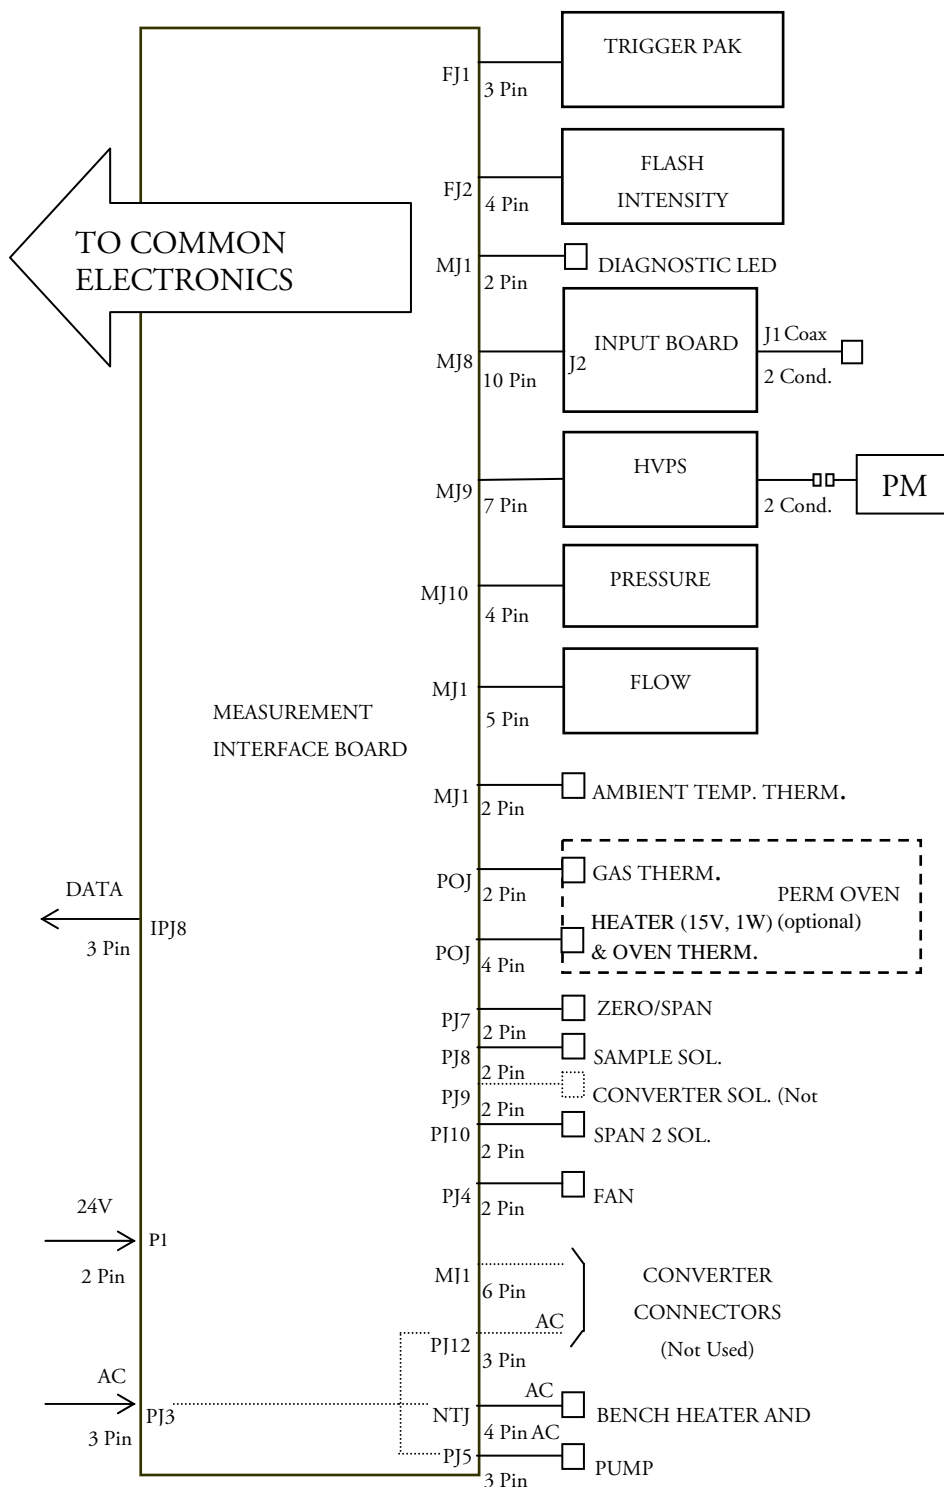 TRIGGER PAK
FJ1
3 Pin
FLASH
INTENSITY
FJ2
4 Pin
TO COMMON
ELECTRONICS
MJ1
2 Pin
DIAGNOSTIC LED
MJ8
10 Pin
J2
INPUT BOARD
J1 Coax
2 Cond.
MJ9
7 Pin
HVPS
2 Cond.
PM
MJ10
4 Pin
PRESSURE
MJ1
5 Pin
FLOW
MEASUREMENT
INTERFACE BOARD
MJ1
2 Pin
AMBIENT TEMP. THERM.
POJ
2 Pin
GAS THERM.
PERM OVEN
(optional)
POJ
4 Pin
HEATER (15V, 1W)
& OVEN THERM.
DATA
3 Pin
IPJ8
PJ7
2 Pin
ZERO/SPAN
PJ8
2 Pin
SAMPLE SOL.
PJ9
2 Pin
CONVERTER SOL. (Not
PJ10
2 Pin
SPAN 2 SOL.
PJ4
2 Pin
FAN
24V
2 Pin
P1
MJ1
6 Pin
CONVERTER
CONNECTORS
(Not Used)
PJ12
AC
3 Pin
AC
3 Pin
PJ3
NTJ
AC
4 Pin
BENCH HEATER AND
PJ5
AC
3 Pin
PUMP